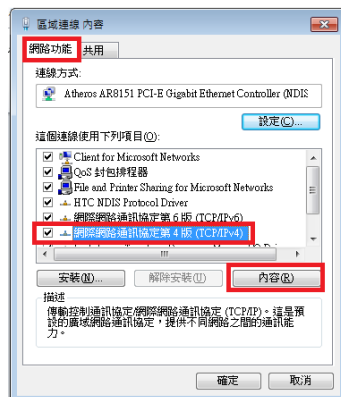 區域連線 內容
網路功能 共用
連線方式:
Atheros AR8151 PCI-E Gigabit Ethernet Controller (NDIS
設定(C)...
這個連線使用下列項目(O):
Client for Microsoft Networks
QoS 封包排程器
File and Printer Sharing for Microsoft Networks
HTC NDIS Protocol Driver
網際網路通訊協定第 6 版 (TCP/IPv6)
網際網路通訊協定第 4 版 (TCP/IPv4)
安裝(N)... 解除安裝(U) 內容(R)
描述
傳輸控制通訊協定/網際網路通訊協定 (TCP/IP)。這是預
設的廣域網路通訊協定，提供不同網路之間的通訊能
力。
確定 取消